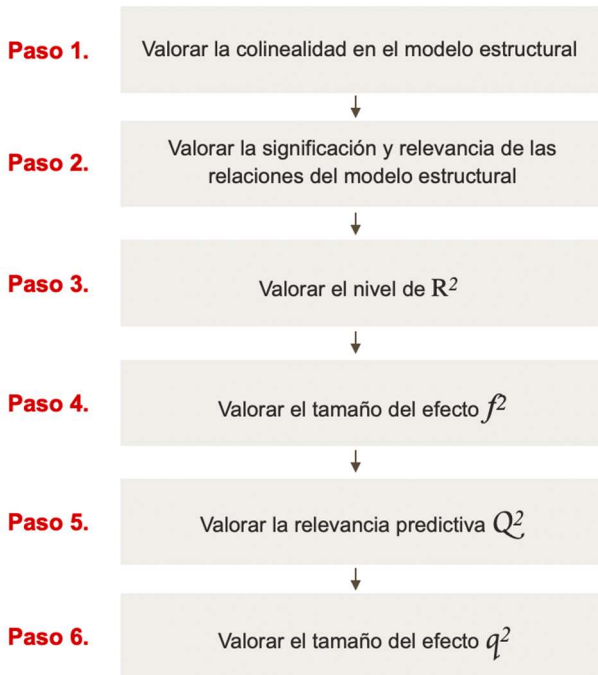 Paso 1.
Valorar la colinealidad en el modelo estructural
Paso 2.
Valorar la significación y relevancia de las
relaciones del modelo estructural
Paso 3.
Valorar el nivel de R²
Paso 4.
Valorar el tamaño del efecto f²
Paso 5.
Valorar la relevancia predictiva Q²
Paso 6.
Valorar el tamaño del efecto q²